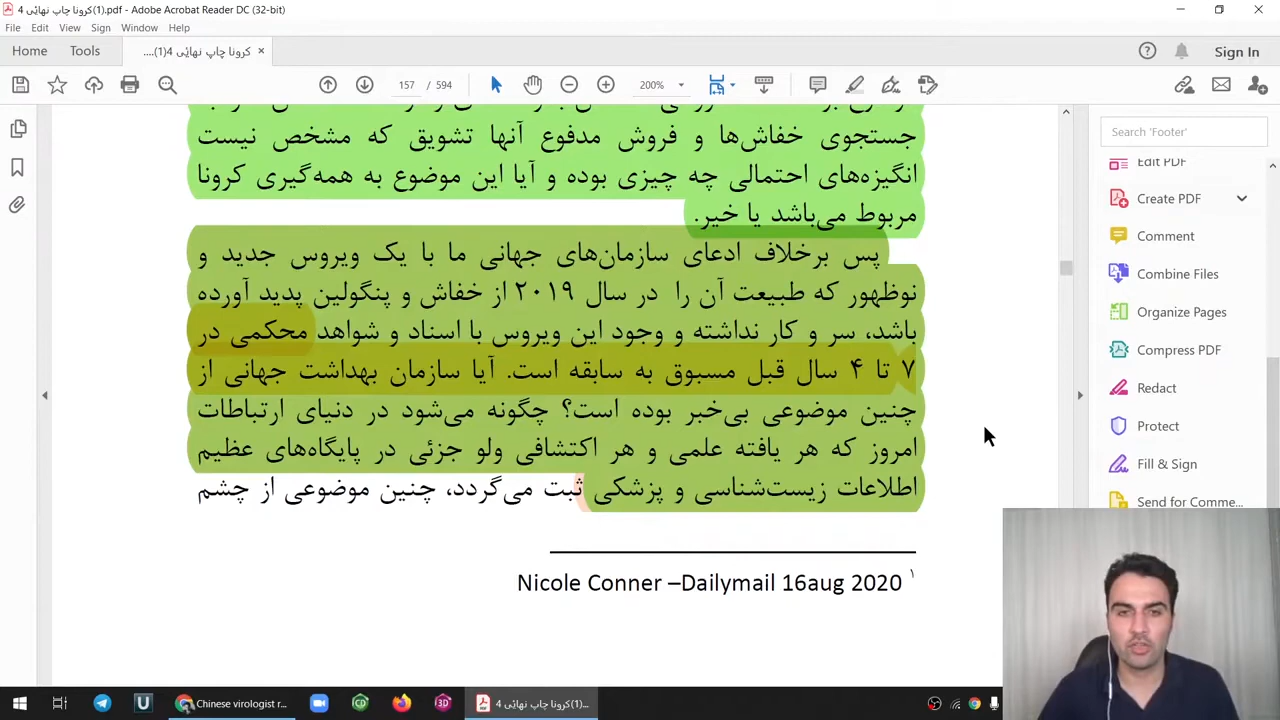 4 کرونا چاپ نهائی(1).pdf - Adobe Acrobat Reader DC (32-bit)
File Edit View Sign Window Help
Home Tools کرونا چاپ نهائی 4(1).... × Sign In
157 / 594 200%
جستجوی خفاش‌ها و فروش مدفوع آنها تشویق که مشخص نیست
انگیزه‌های احتمالی چه چیزی بوده و آیا این موضوع به همه‌گیری کرونا
مربوط می‌باشد یا خیر.
پس برخلاف ادعای سازمان‌های جهانی ما با یک ویروس جدید و
نوظهور که طبیعت آن را در سال ۲۰۱۹ از خفاش و پنگولین پدید آورده
باشد، سر و کار نداشته و وجود این ویروس با اسناد و شواهد محکمی در
۷ تا ۴ سال قبل مسبوق به سابقه است. آیا سازمان بهداشت جهانی از
چنین موضوعی بی‌خبر بوده است؟ چگونه می‌شود در دنیای ارتباطات
امروز که هر یافته علمی و هر اکتشافی ولو جزئی در پایگاه‌های عظیم
اطلاعات زیست‌شناسی و پزشکی ثبت می‌گردد، چنین موضوعی از چشم
۱ Nicole Conner –Dailymail 16aug 2020
Search 'Footer'
Edit PDF
Create PDF
Comment
Combine Files
Organize Pages
Compress PDF
Redact
Protect
Fill & Sign
Send for Comme...
Chinese virologist r...
4 کرونا چاپ نهائی(1)...